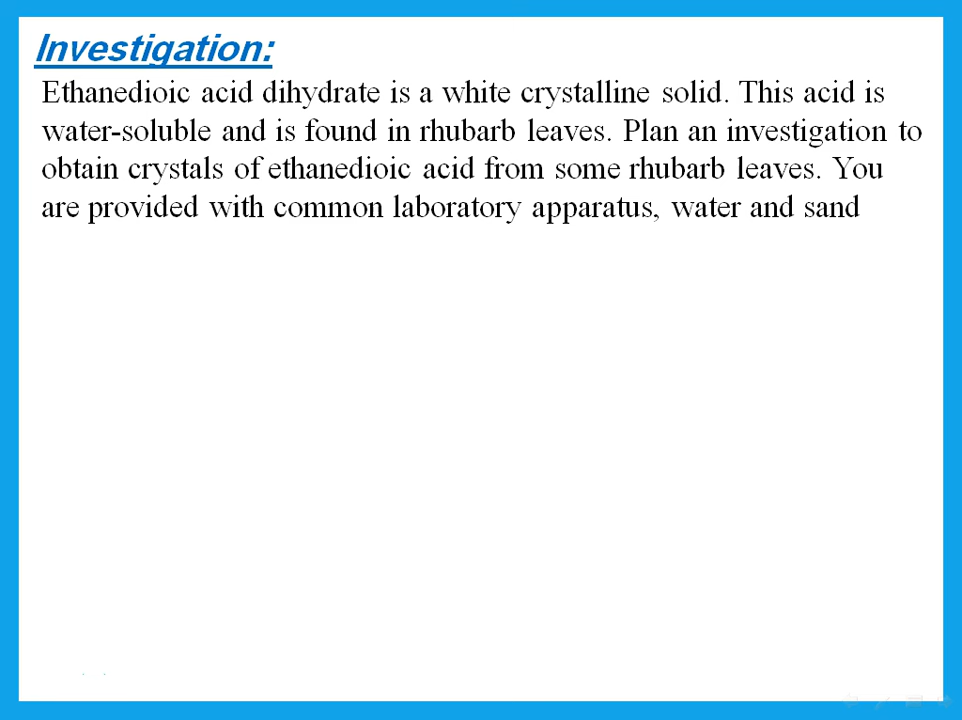 Investigation:
Ethanedioic acid dihydrate is a white crystalline solid. This acid is
water-soluble and is found in rhubarb leaves. Plan an investigation to
obtain crystals of ethanedioic acid from some rhubarb leaves. You
are provided with common laboratory apparatus, water and sand